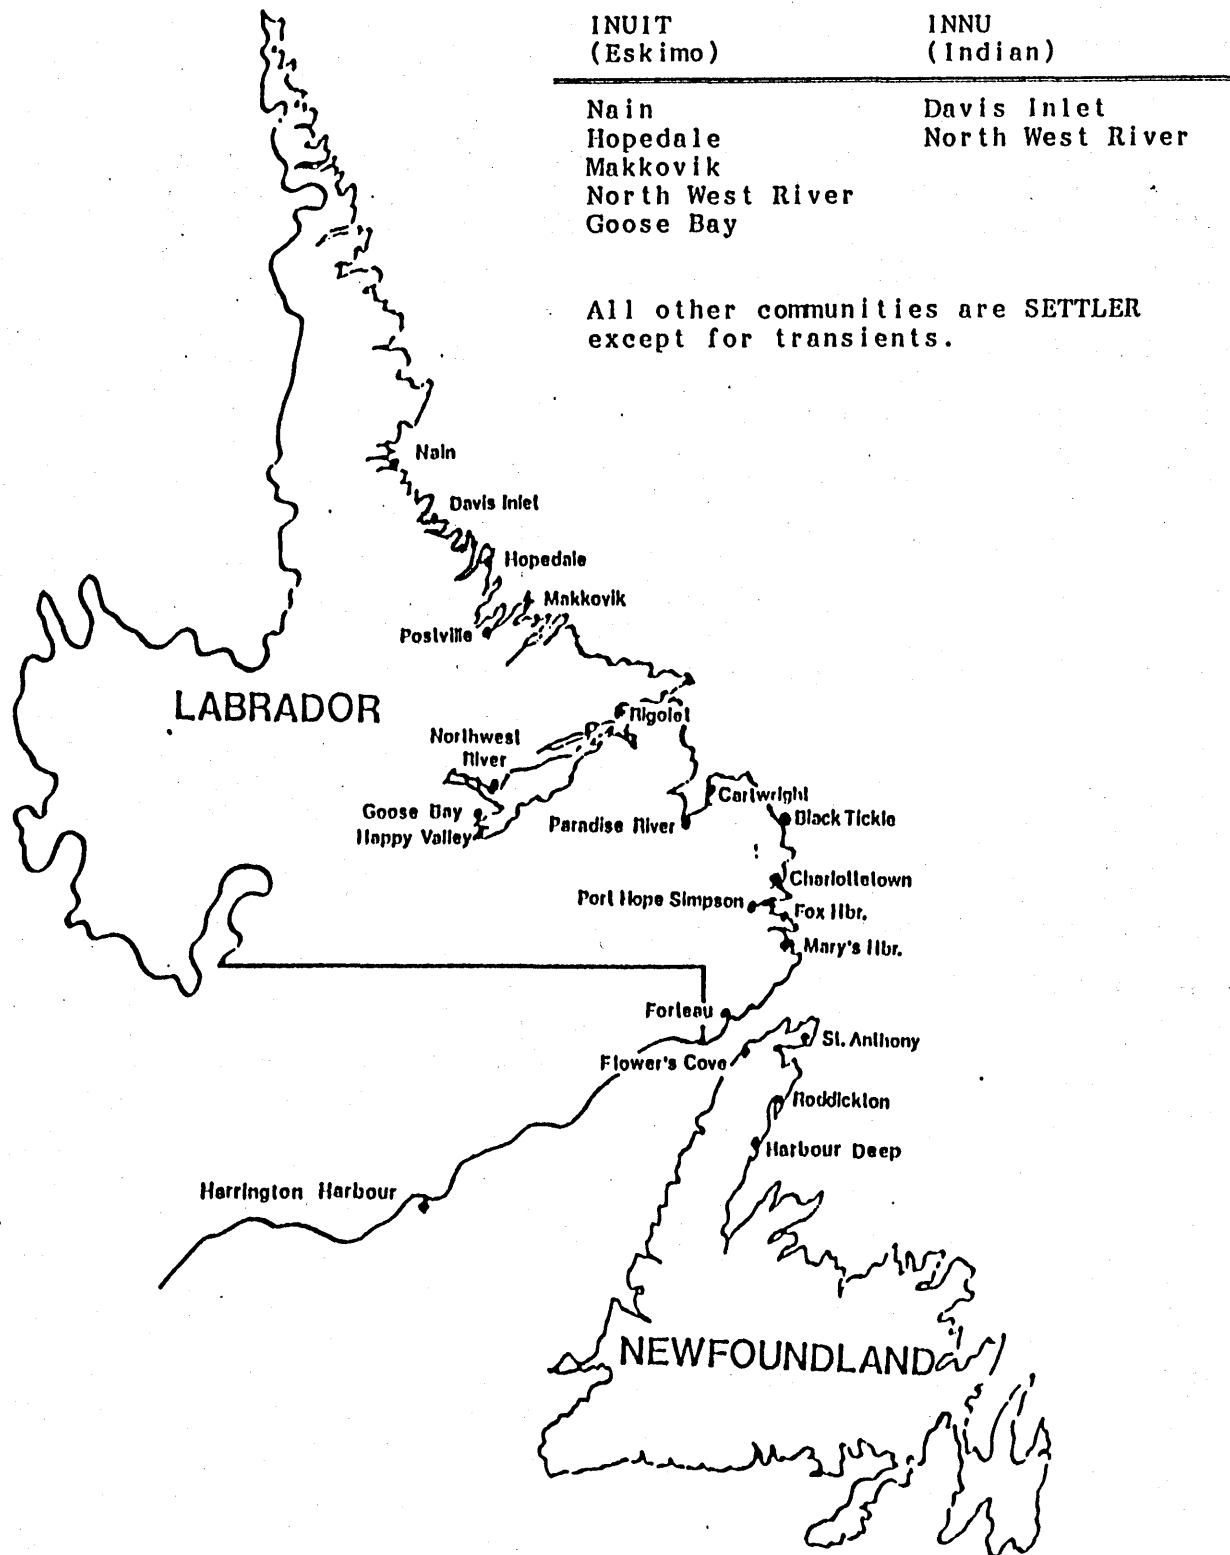 INUIT INNU
(Eskimo) (Indian)
Nain Davis Inlet
Hopedale North West River
Makkovik
North West River
Goose Bay
All other communities are SETTLER
except for transients.
Nain
Davis Inlet
Hopedale
Makkovik
Postville
LABRADOR
Rigolet
Northwest
River
Cartwright
Goose Bay
Black Tickle
Paradise River
Happy Valley
Charlottetown
Port Hope Simpson
Fox Hbr.
Mary's Hbr.
Forteau
St. Anthony
Flower's Cove
Roddickton
Harbour Deep
Harrington Harbour
NEWFOUNDLAND